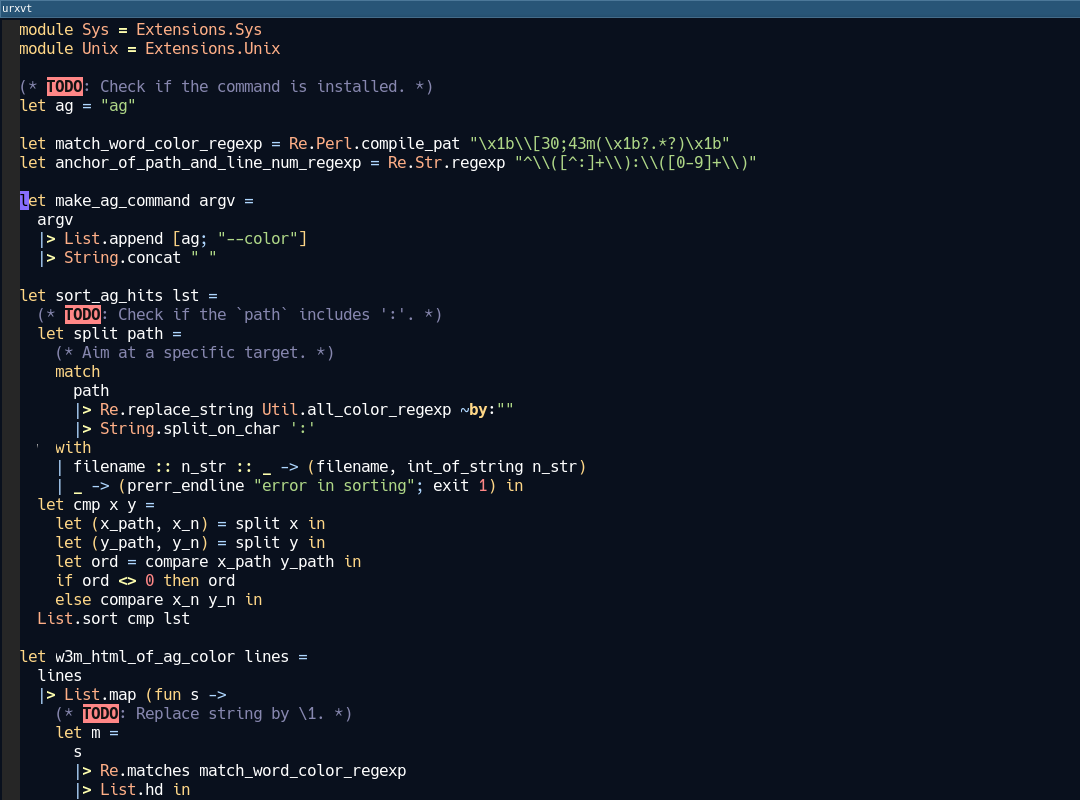 urxvt
module Sys = Extensions.Sys
module Unix = Extensions.Unix
(* TODO: Check if the command is installed. *)
let ag = "ag"
let match_word_color_regexp = Re.Perl.compile_pat "\x1b\\[30;43m(\x1b?.*?)\x1b"
let anchor_of_path_and_line_num_regexp = Re.Str.regexp "^\\([^:]+\\):\\([0-9]+\\)"
let make_ag_command argv =
  argv
  |> List.append [ag; "--color"]
  |> String.concat " "
let sort_ag_hits lst =
  (* TODO: Check if the `path` includes ':'. *)
  let split path =
    (* Aim at a specific target. *)
    match
      path
      |> Re.replace_string Util.all_color_regexp ~by:""
      |> String.split_on_char ':'
  ' with
    | filename :: n_str :: _ -> (filename, int_of_string n_str)
    | _ -> (prerr_endline "error in sorting"; exit 1) in
  let cmp x y =
    let (x_path, x_n) = split x in
    let (y_path, y_n) = split y in
    let ord = compare x_path y_path in
    if ord <> 0 then ord
    else compare x_n y_n in
  List.sort cmp lst
let w3m_html_of_ag_color lines =
  lines
  |> List.map (fun s ->
    (* TODO: Replace string by \1. *)
    let m =
      s
      |> Re.matches match_word_color_regexp
      |> List.hd in